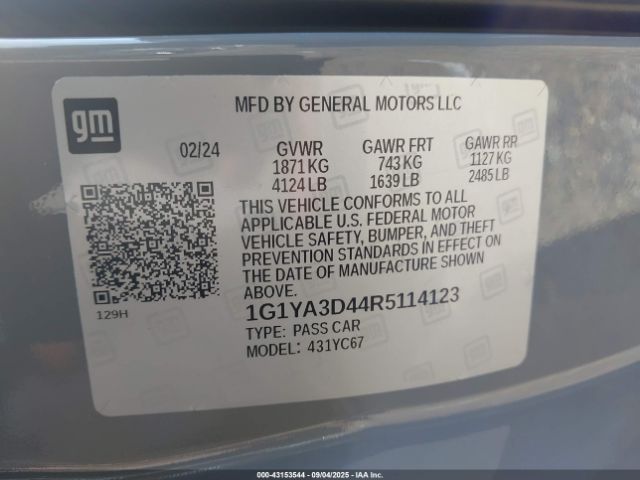 gm
MFD BY GENERAL MOTORS LLC
02/24 GVWR GAWR FRT GAWR RR
1871 KG 743 KG 1127 KG
4124 LB 1639 LB 2485 LB
THIS VEHICLE CONFORMS TO ALL
APPLICABLE U.S. FEDERAL MOTOR
VEHICLE SAFETY, BUMPER, AND THEFT
PREVENTION STANDARDS IN EFFECT ON
THE DATE OF MANUFACTURE SHOWN
ABOVE.
129H
1G1YA3D44R5114123
TYPE: PASS CAR
MODEL: 431YC67
000-43153544 - 09/04/2025 - IAA Inc.